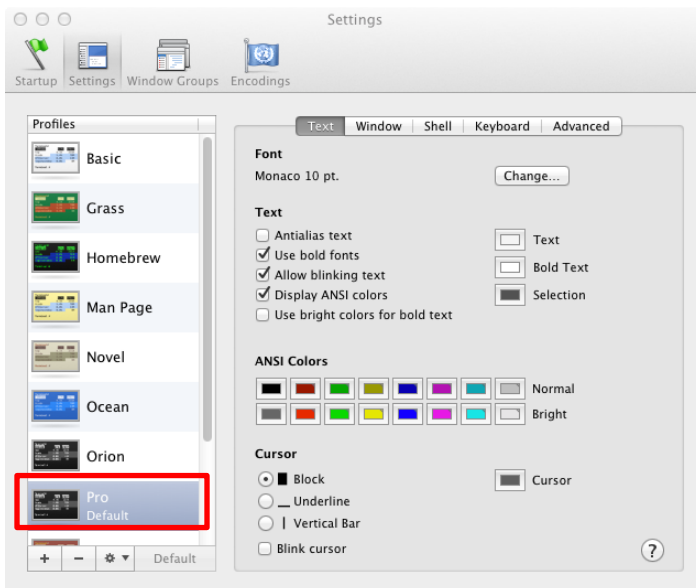 Settings
Startup Settings Window Groups Encodings
Profiles
Basic
Grass
Homebrew
Man Page
Novel
Ocean
Orion
Pro
Default
+ − Default
Text Window Shell Keyboard Advanced
Font
Monaco 10 pt.
Change...
Text
Antialias text
Use bold fonts
Allow blinking text
Display ANSI colors
Use bright colors for bold text
Text
Bold Text
Selection
ANSI Colors
Normal
Bright
Cursor
Block
Underline
Vertical Bar
Blink cursor
Cursor
?